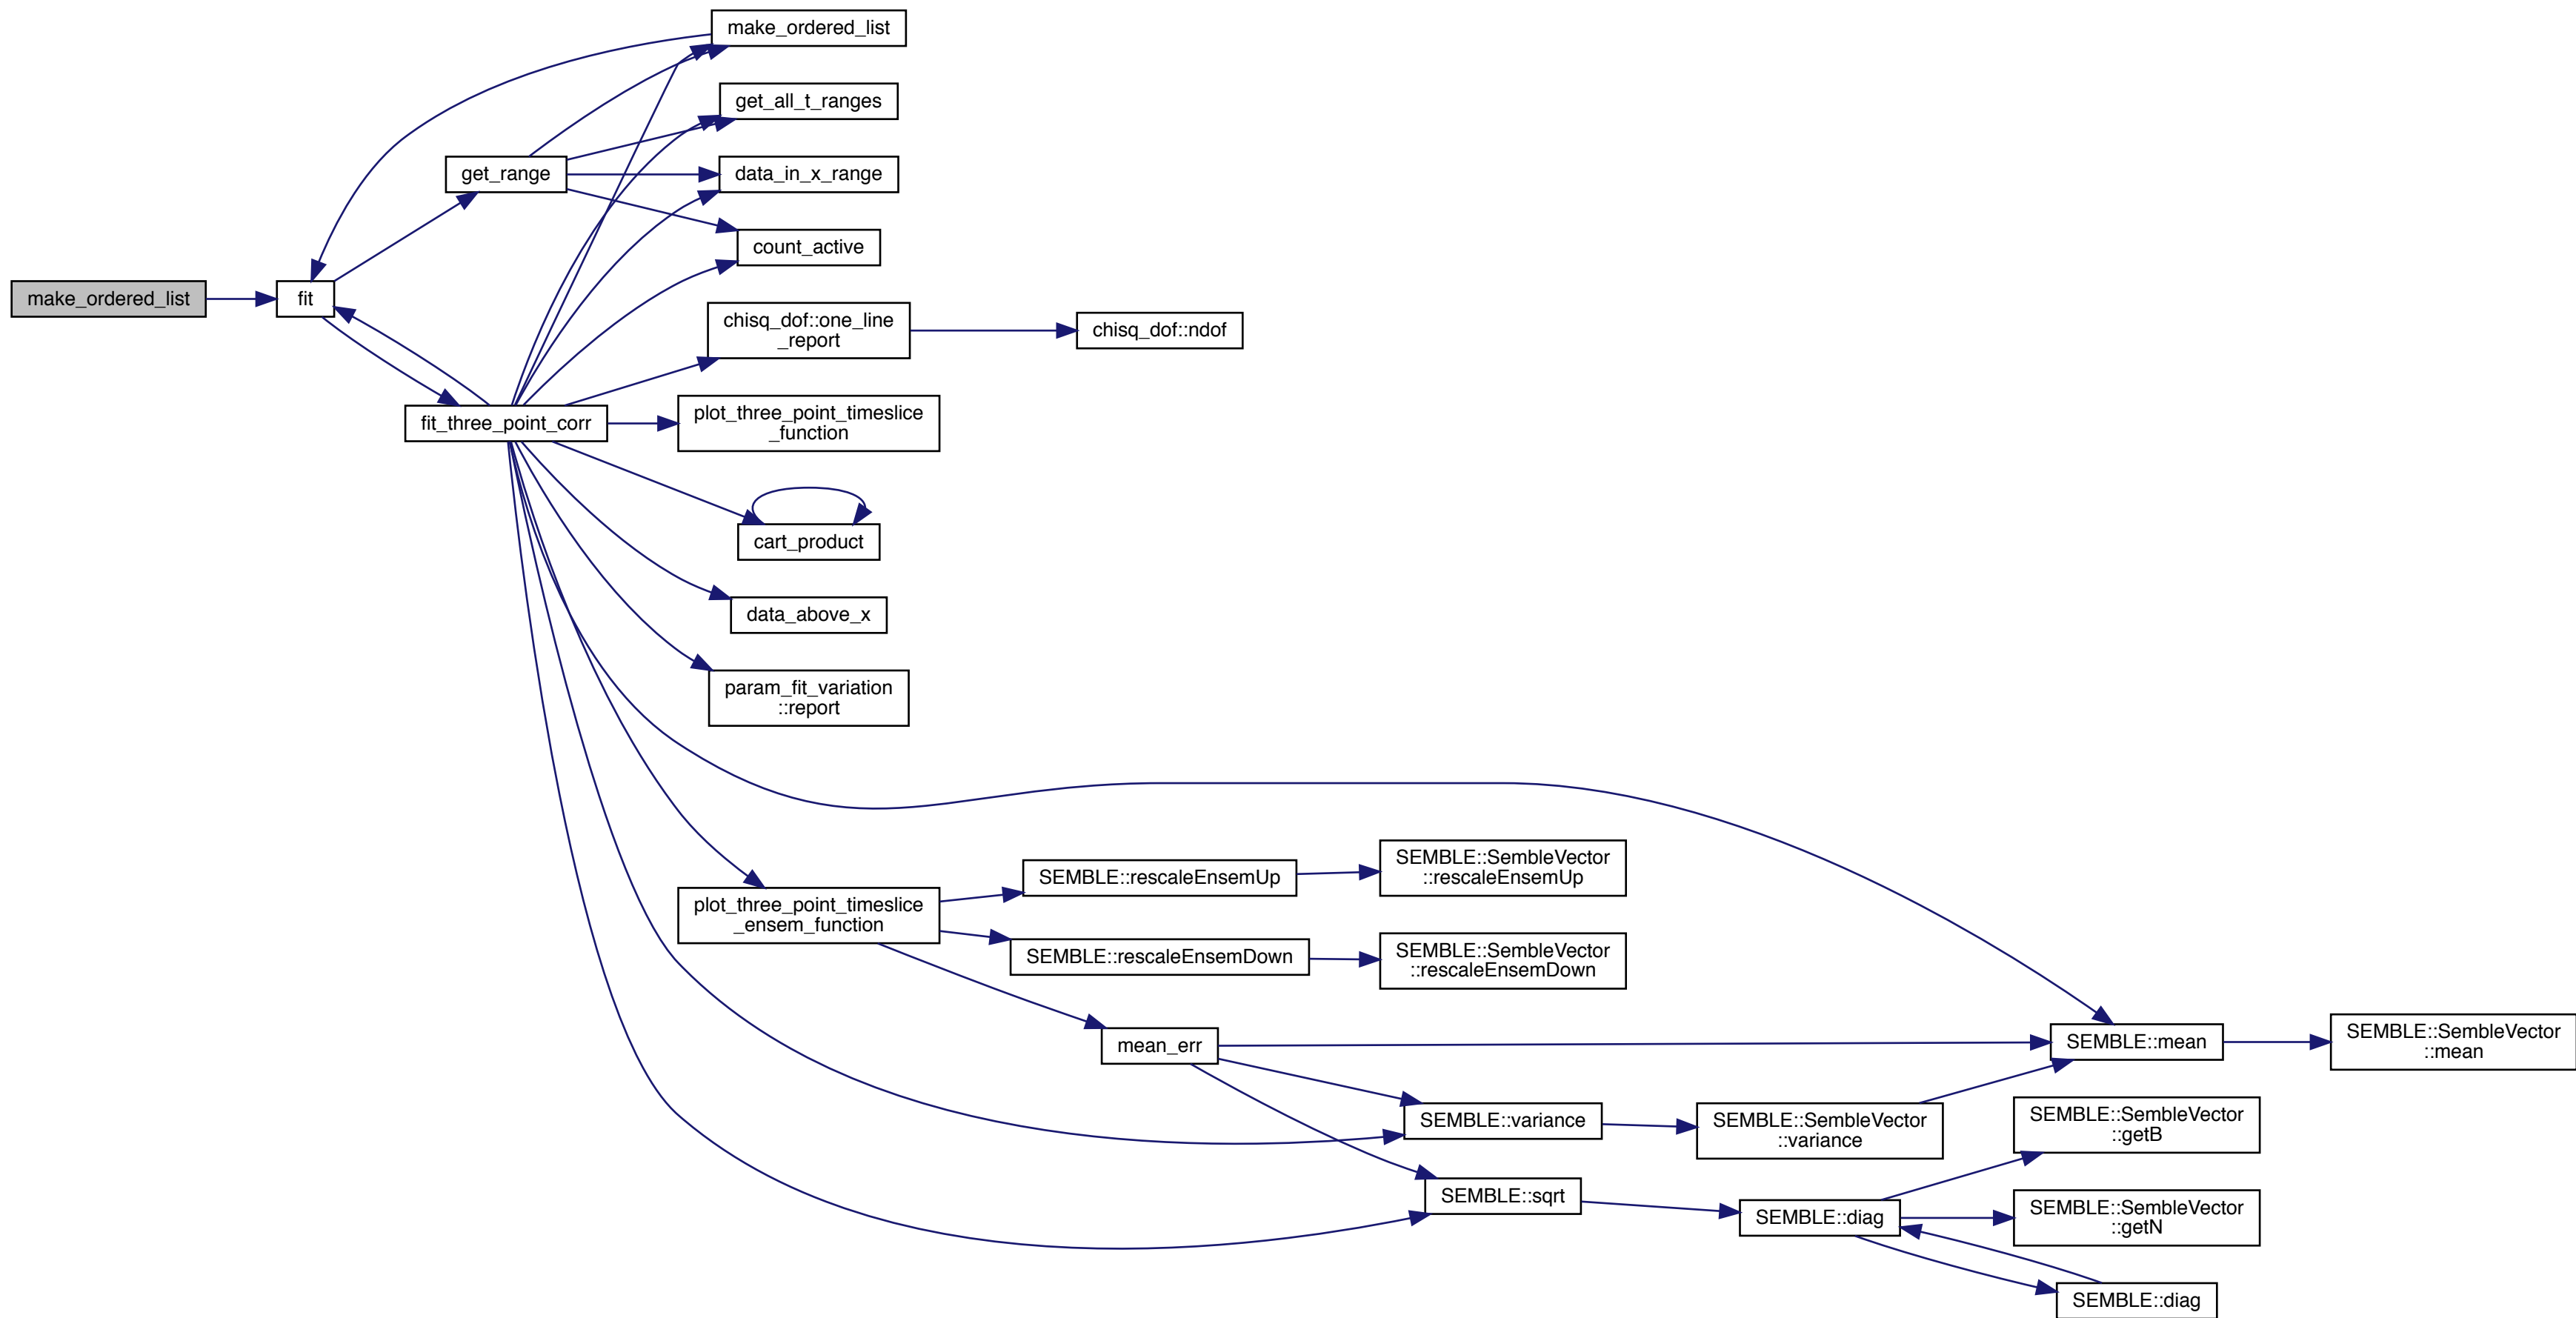 make_ordered_list
get_all_t_ranges
get_range
data_in_x_range
count_active
make_ordered_list
fit
chisq_dof::one_line
_report
chisq_dof::ndof
fit_three_point_corr
plot_three_point_timeslice
_function
cart_product
data_above_x
param_fit_variation
::report
SEMBLE::rescaleEnsemUp
SEMBLE::SembleVector
::rescaleEnsemUp
plot_three_point_timeslice
_ensem_function
SEMBLE::rescaleEnsemDown
SEMBLE::SembleVector
::rescaleEnsemDown
mean_err
SEMBLE::mean
SEMBLE::SembleVector
::mean
SEMBLE::variance
SEMBLE::SembleVector
::variance
SEMBLE::SembleVector
::getB
SEMBLE::sqrt
SEMBLE::diag
SEMBLE::SembleVector
::getN
SEMBLE::diag